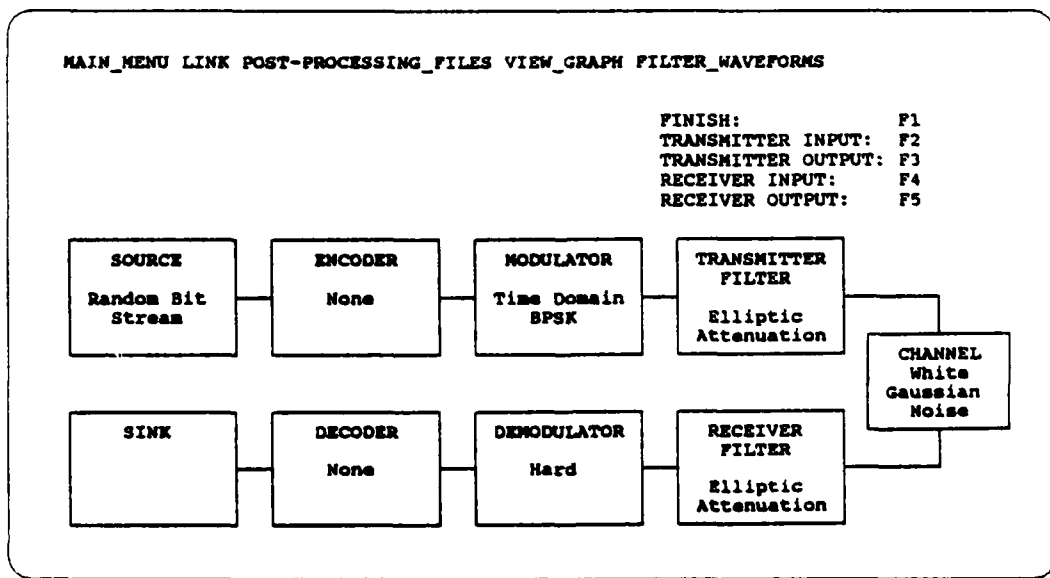 MAIN_MENU LINK POST-PROCESSING_FILES VIEW_GRAPH FILTER_WAVEFORMS
FINISH: F1
TRANSMITTER INPUT: F2
TRANSMITTER OUTPUT: F3
RECEIVER INPUT: F4
RECEIVER OUTPUT: F5
SOURCE
Random Bit
Stream
ENCODER
None
MODULATOR
Time Domain
BPSK
TRANSMITTER
FILTER
Elliptic
Attenuation
CHANNEL
White
Gaussian
Noise
SINK
DECODER
None
DEMODULATOR
Hard
RECEIVER
FILTER
Elliptic
Attenuation